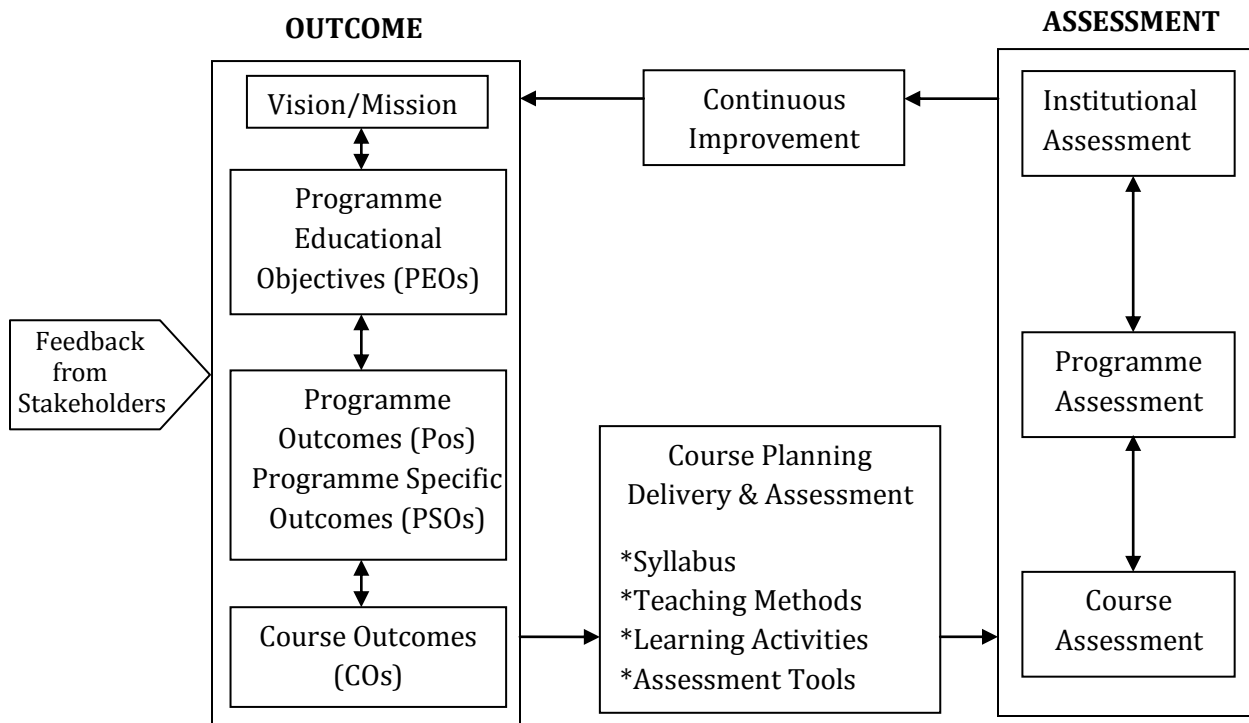 OUTCOME
ASSESSMENT
Vision/Mission
Programme
Educational
Objectives (PEOs)
Programme
Outcomes (Pos)
Programme Specific
Outcomes (PSOs)
Course Outcomes
(COs)
Feedback
from
Stakeholders
Continuous
Improvement
Course Planning
Delivery & Assessment
*Syllabus
*Teaching Methods
*Learning Activities
*Assessment Tools
Institutional
Assessment
Programme
Assessment
Course
Assessment